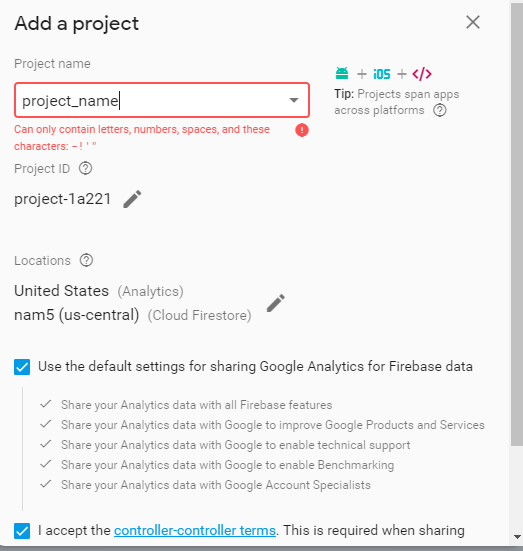 Add a project
Project name
project_name
Can only contain letters, numbers, spaces, and these
characters: -!'"
Project ID
project-1a221
+ iOS + </>
Tip: Projects span apps
across platforms
Locations
United States (Analytics)
nam5 (us-central) (Cloud Firestore)
Use the default settings for sharing Google Analytics for Firebase data
Share your Analytics data with all Firebase features
Share your Analytics data with Google to improve Google Products and Services
Share your Analytics data with Google to enable technical support
Share your Analytics data with Google to enable Benchmarking
Share your Analytics data with Google Account Specialists
I accept the controller-controller terms. This is required when sharing